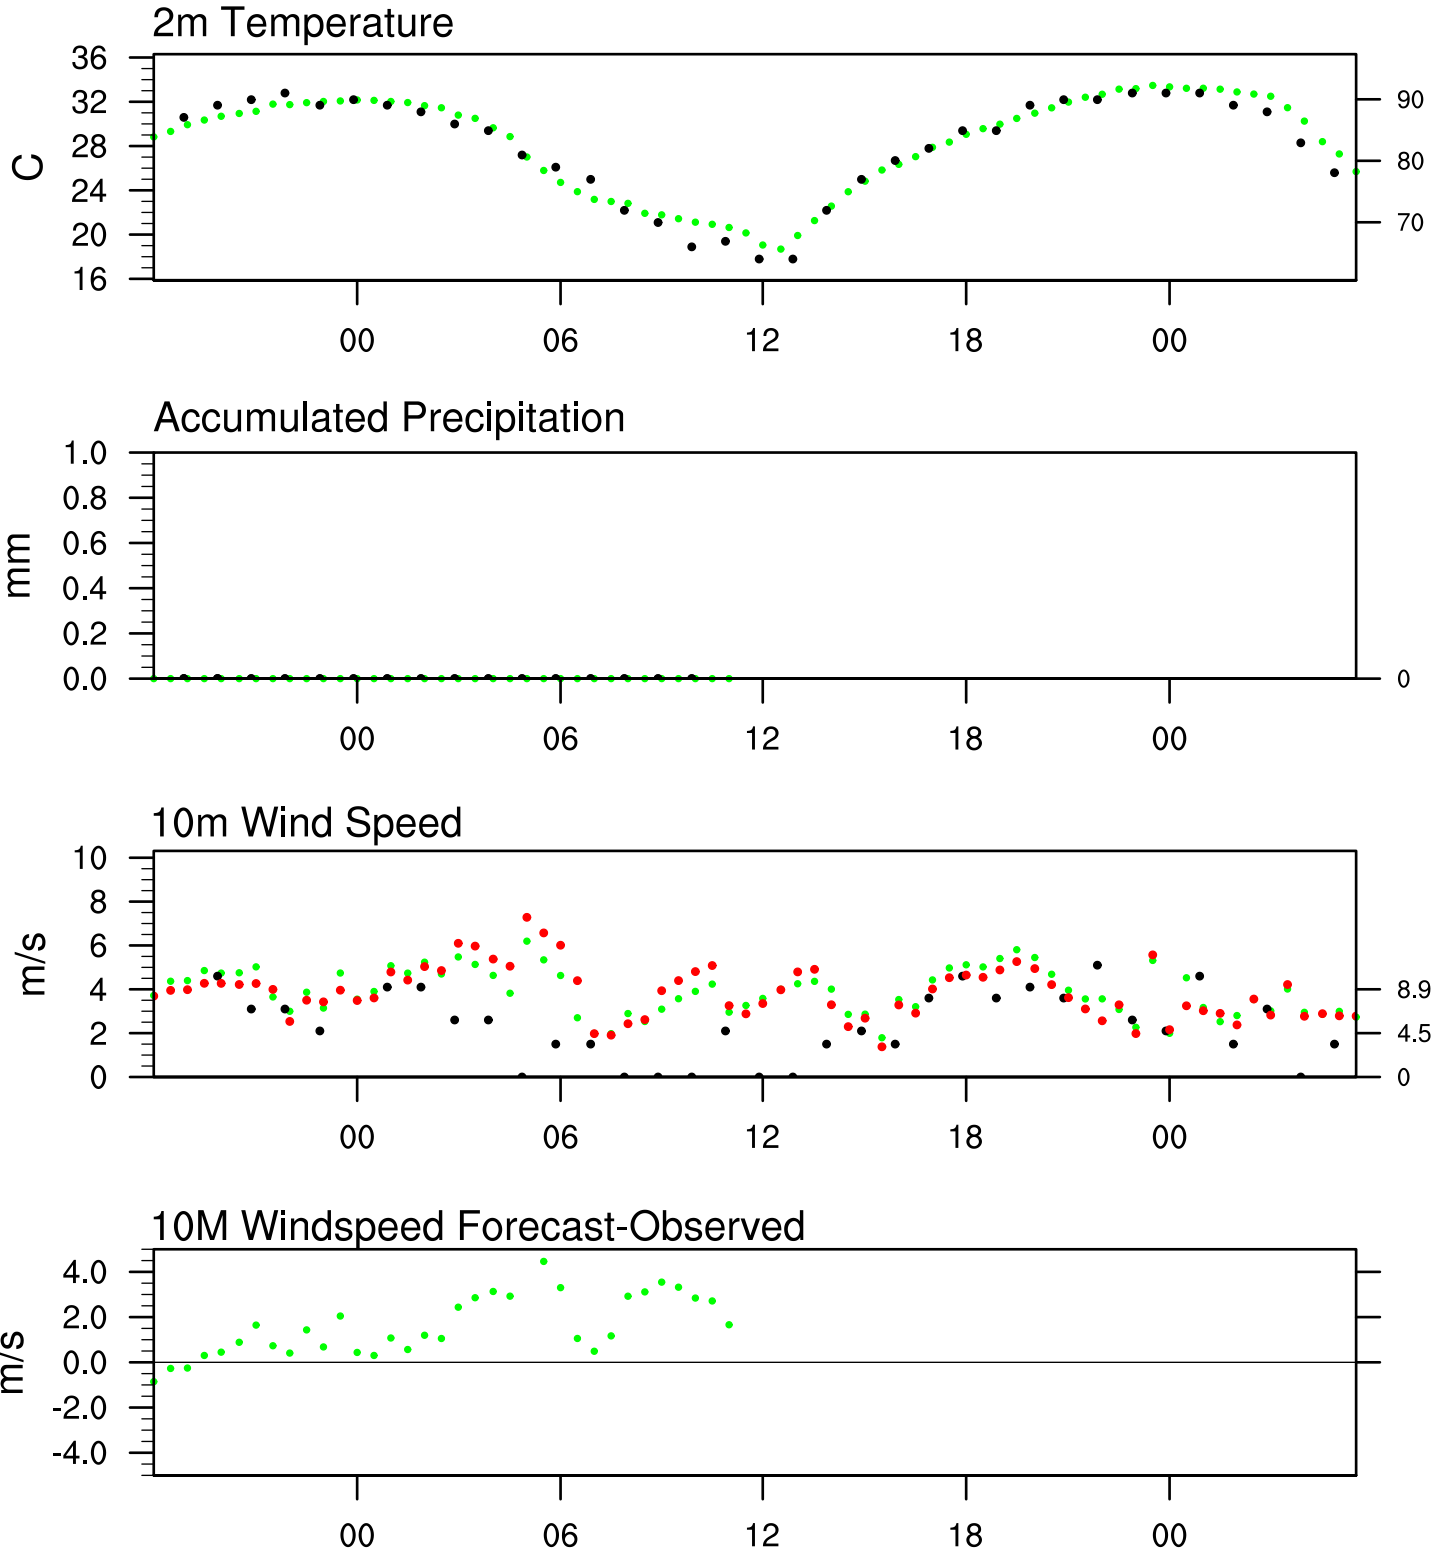 2m Temperature
36
32
28
24
20
16
C
90
80
70
00 06 12 18 00
Accumulated Precipitation
1.0
0.8
0.6
0.4
0.2
0.0
mm
0
00 06 12 18 00
10m Wind Speed
10
8
6
4
2
0
m/s
8.9
4.5
0
00 06 12 18 00
10M Windspeed Forecast-Observed
4.0
2.0
0.0
-2.0
-4.0
m/s
00 06 12 18 00